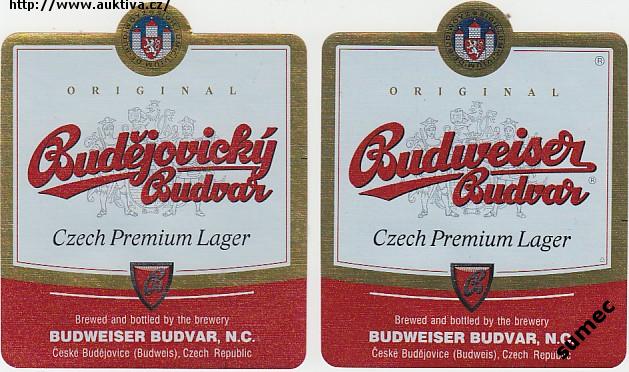 http://www.auktiva.cz/
ORIGINAL
Budějovický
Budvar
Czech Premium Lager
Brewed and bottled by the brewery
BUDWEISER BUDVAR, N.C.
České Budějovice (Budweis), Czech Republic
®
ORIGINAL
Budweiser
Budvar ®
Czech Premium Lager
Brewed and bottled by the brewery
BUDWEISER BUDVAR, N.C.
České Budějovice (Budweis), Czech Republic
sumec